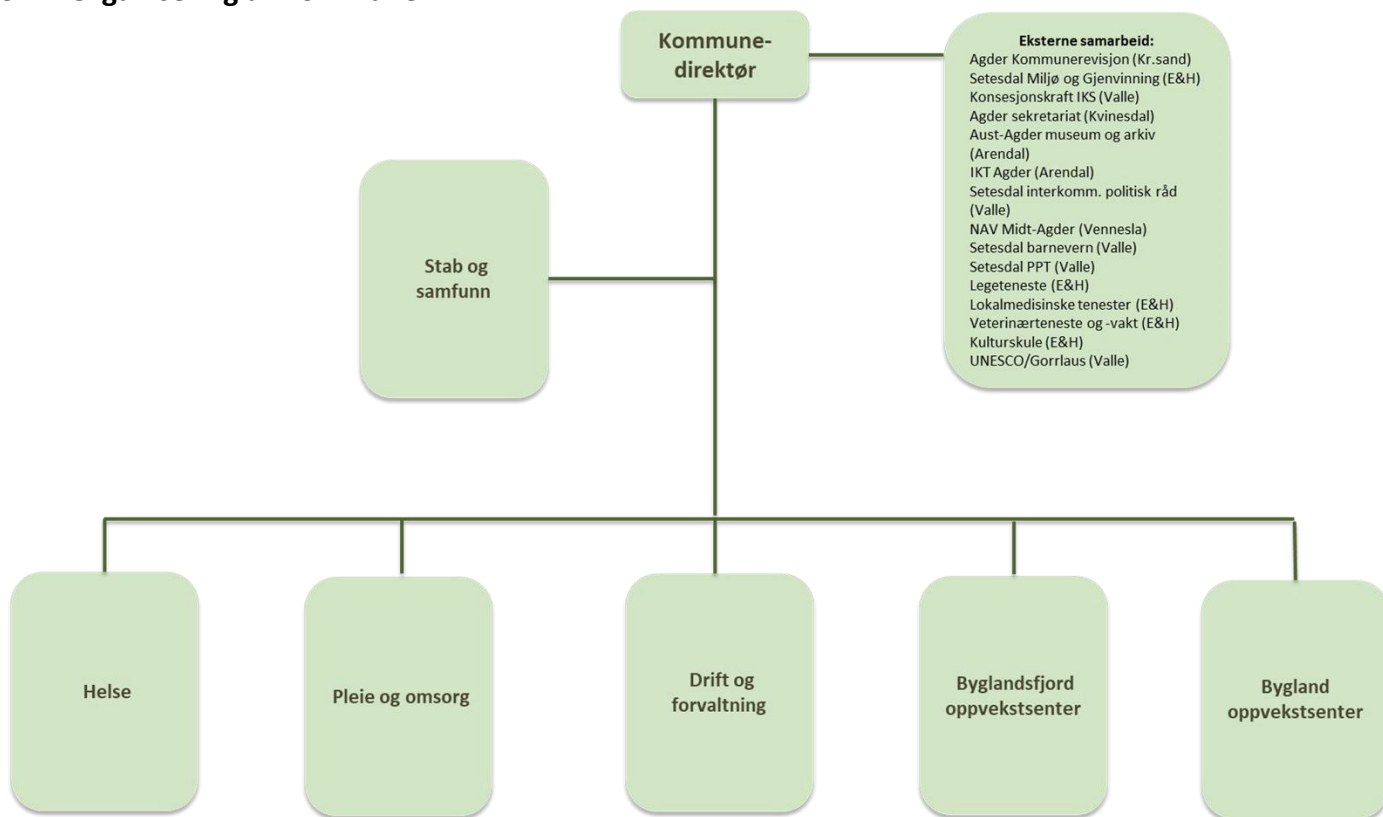 Kommune-
direktør
Eksterne samarbeid:
Agder Kommunerevisjon (Kr.sand)
Setesdal Miljø og Gjenvinning (E&H)
Konsesjonskraft IKS (Valle)
Agder sekretariat (Kvinesdal)
Aust-Agder museum og arkiv
(Arendal)
IKT Agder (Arendal)
Setesdal interkomm. politisk råd
(Valle)
NAV Midt-Agder (Vennesla)
Setesdal barnevern (Valle)
Setesdal PPT (Valle)
Legeteneste (E&H)
Lokalmedisinske tenester (E&H)
Veterinærteneste og -vakt (E&H)
Kulturskule (E&H)
UNESCO/Gorrlaus (Valle)
Stab og
samfunn
Helse
Pleie og omsorg
Drift og
forvaltning
Byglandsfjord
oppvekstsenter
Bygland
oppvekstsenter